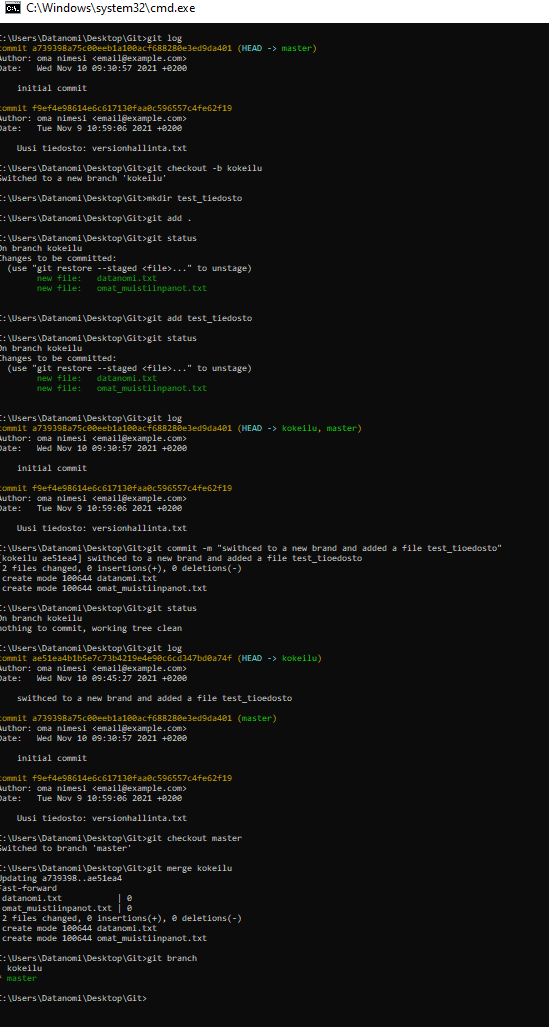 C:\Windows\system32\cmd.exe
C:\Users\Datanomi\Desktop\Git>git log
commit a739398a75c00eeb1a100acf688280e3ed9da401 (HEAD -> master)
Author: oma nimesi <email@example.com>
Date:   Wed Nov 10 09:30:57 2021 +0200
initial commit
commit f9ef4e98614e6c617130faa0c596557c4fe62f19
Author: oma nimesi <email@example.com>
Date:   Tue Nov 9 10:59:06 2021 +0200
Uusi tiedosto: versionhallinta.txt
C:\Users\Datanomi\Desktop\Git>git checkout -b kokeilu
Switched to a new branch 'kokeilu'
C:\Users\Datanomi\Desktop\Git>mkdir test_tiedosto
C:\Users\Datanomi\Desktop\Git>git add .
C:\Users\Datanomi\Desktop\Git>git status
On branch kokeilu
Changes to be committed:
(use "git restore --staged <file>..." to unstage)
new file:   datanomi.txt
new file:   omat_muistiinpanot.txt
C:\Users\Datanomi\Desktop\Git>git add test_tiedosto
C:\Users\Datanomi\Desktop\Git>git status
On branch kokeilu
Changes to be committed:
(use "git restore --staged <file>..." to unstage)
new file:   datanomi.txt
new file:   omat_muistiinpanot.txt
C:\Users\Datanomi\Desktop\Git>git log
commit a739398a75c00eeb1a100acf688280e3ed9da401 (HEAD -> kokeilu, master)
Author: oma nimesi <email@example.com>
Date:   Wed Nov 10 09:30:57 2021 +0200
initial commit
commit f9ef4e98614e6c617130faa0c596557c4fe62f19
Author: oma nimesi <email@example.com>
Date:   Tue Nov 9 10:59:06 2021 +0200
Uusi tiedosto: versionhallinta.txt
C:\Users\Datanomi\Desktop\Git>git commit -m "swithced to a new brand and added a file test_tioedosto"
[kokeilu ae51ea4] swithced to a new brand and added a file test_tioedosto
2 files changed, 0 insertions(+), 0 deletions(-)
create mode 100644 datanomi.txt
create mode 100644 omat_muistiinpanot.txt
C:\Users\Datanomi\Desktop\Git>git status
On branch kokeilu
nothing to commit, working tree clean
C:\Users\Datanomi\Desktop\Git>git log
commit ae51ea4b1b5e7c73b4219e4e90c6cd347bd0a74f (HEAD -> kokeilu)
Author: oma nimesi <email@example.com>
Date:   Wed Nov 10 09:45:27 2021 +0200
swithced to a new brand and added a file test_tioedosto
commit a739398a75c00eeb1a100acf688280e3ed9da401 (master)
Author: oma nimesi <email@example.com>
Date:   Wed Nov 10 09:30:57 2021 +0200
initial commit
commit f9ef4e98614e6c617130faa0c596557c4fe62f19
Author: oma nimesi <email@example.com>
Date:   Tue Nov 9 10:59:06 2021 +0200
Uusi tiedosto: versionhallinta.txt
C:\Users\Datanomi\Desktop\Git>git checkout master
Switched to branch 'master'
C:\Users\Datanomi\Desktop\Git>git merge kokeilu
Updating a739398..ae51ea4
Fast-forward
datanomi.txt           | 0
omat_muistiinpanot.txt | 0
2 files changed, 0 insertions(+), 0 deletions(-)
create mode 100644 datanomi.txt
create mode 100644 omat_muistiinpanot.txt
C:\Users\Datanomi\Desktop\Git>git branch
kokeilu
* master
C:\Users\Datanomi\Desktop\Git>